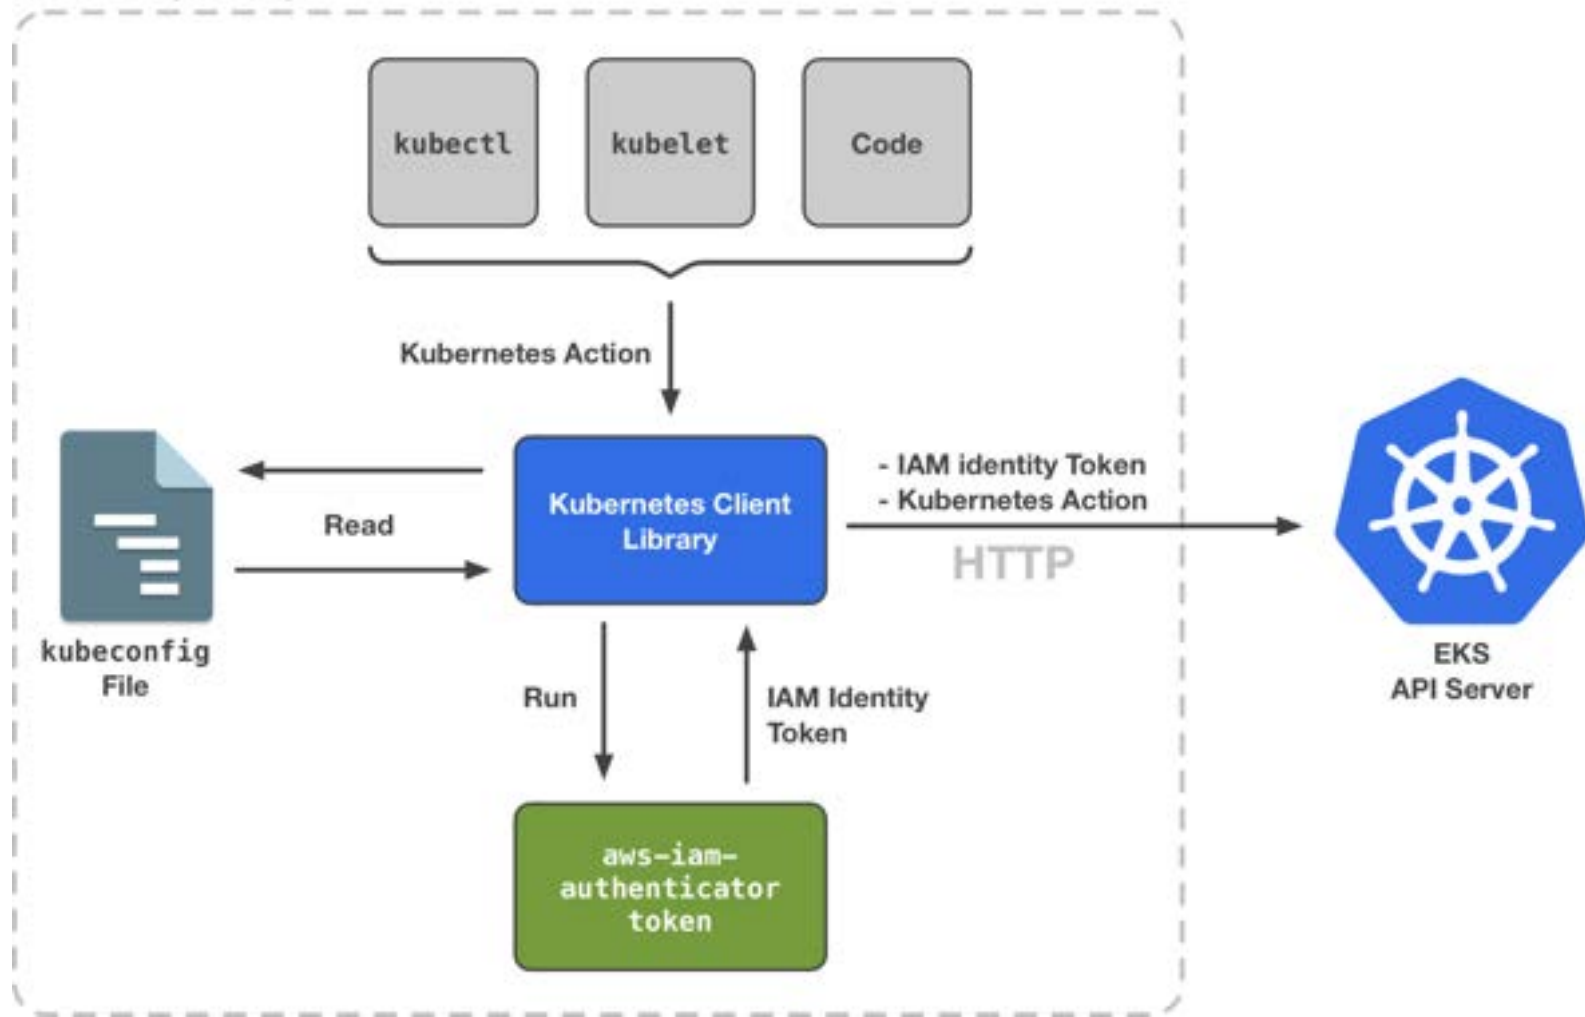 kubectl
kubelet
Code
Kubernetes Action
- IAM identity Token
- Kubernetes Action
HTTP
Kubernetes Client
Library
Read
kubeconfig
File
EKS
API Server
Run
IAM Identity
Token
aws-iam-
authenticator
token